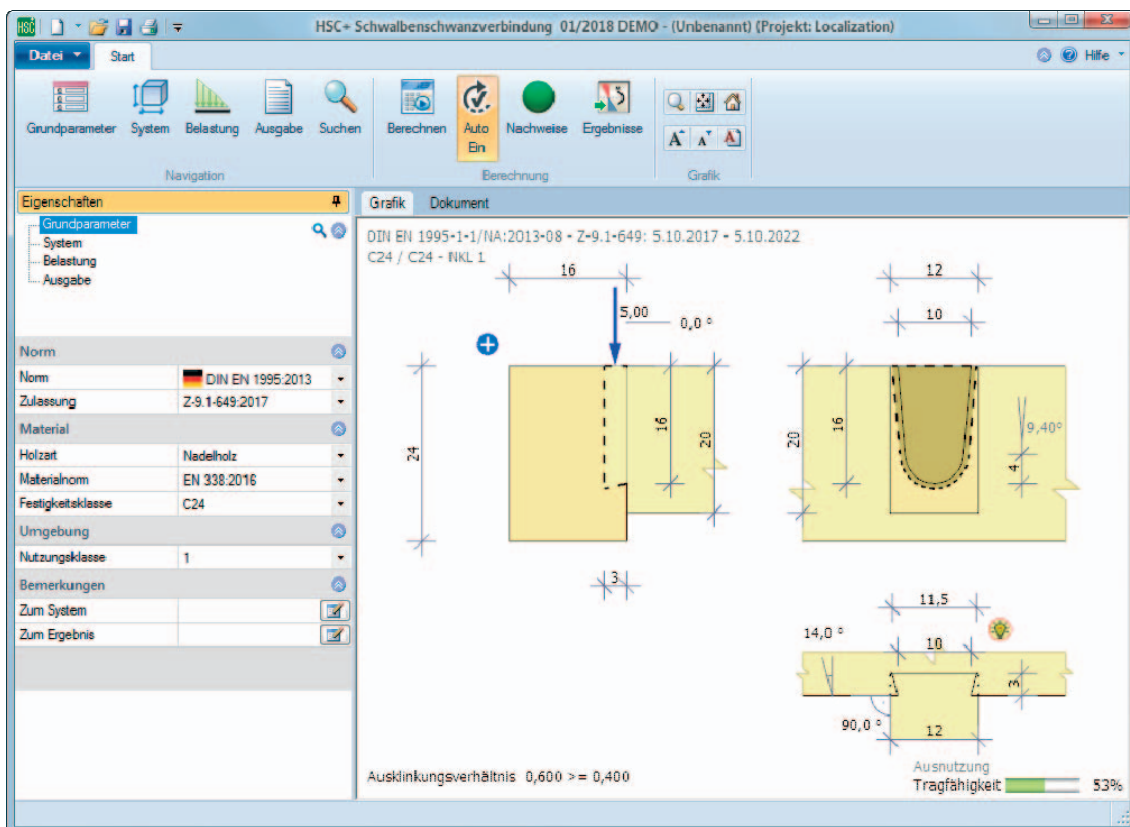 HSC
HSC+ Schwalbenschwanzverbindung 01/2018 DEMO - (Unbenannt) (Projekt: Localization)
Datei
Start
Hilfe
Grundparameter
System
Belastung
Ausgabe
Suchen
Berechnen
Auto Ein
Nachweise
Ergebnisse
A A A
Navigation
Berechnung
Grafik
Eigenschaften
Grundparameter
System
Belastung
Ausgabe
Norm
Norm DIN EN 1995:2013
Zulassung Z-9.1-649:2017
Material
Holzart Nadelholz
Materialnorm EN 338:2016
Festigkeitsklasse C24
Umgebung
Nutzungsklasse 1
Bemerkungen
Zum System
Zum Ergebnis
Grafik
Dokument
DIN EN 1995-1-1/NA:2013-08 - Z-9.1-649: 5.10.2017 - 5.10.2022
C24 / C24 - NKL 1
16
5,00
0,0 °
24
16
20
3
12
10
20
16
9,40°
4
11,5
14,0 °
10
3
90,0 °
12
Ausklinkungsverhältnis 0,600 >= 0,400
Ausnutzung
Tragfähigkeit 53%